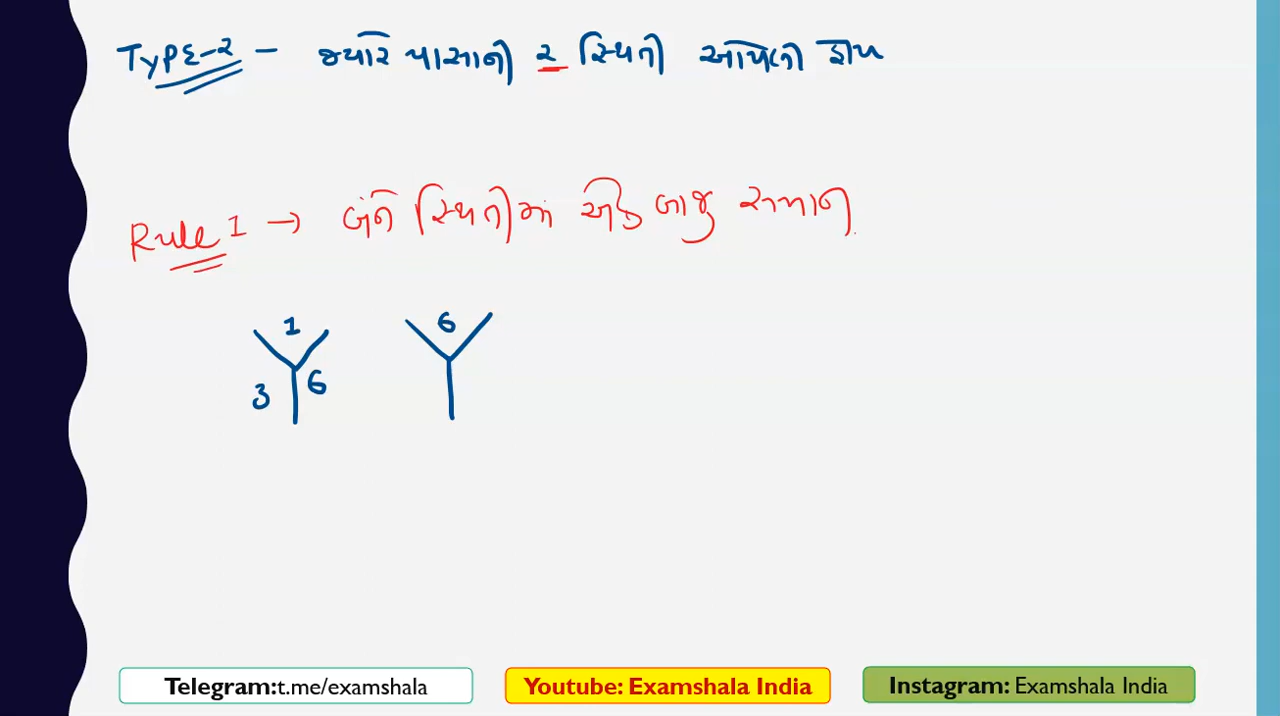 TYPE-2 - જ્યારે પાસાની ૨ સ્થિતી આપેલી હોય
Rule 1 → બંને સ્થિતીમાં એક બાજુ સમાન.
1 6
3 6
Telegram:t.me/examshala
Youtube: Examshala India
Instagram: Examshala India